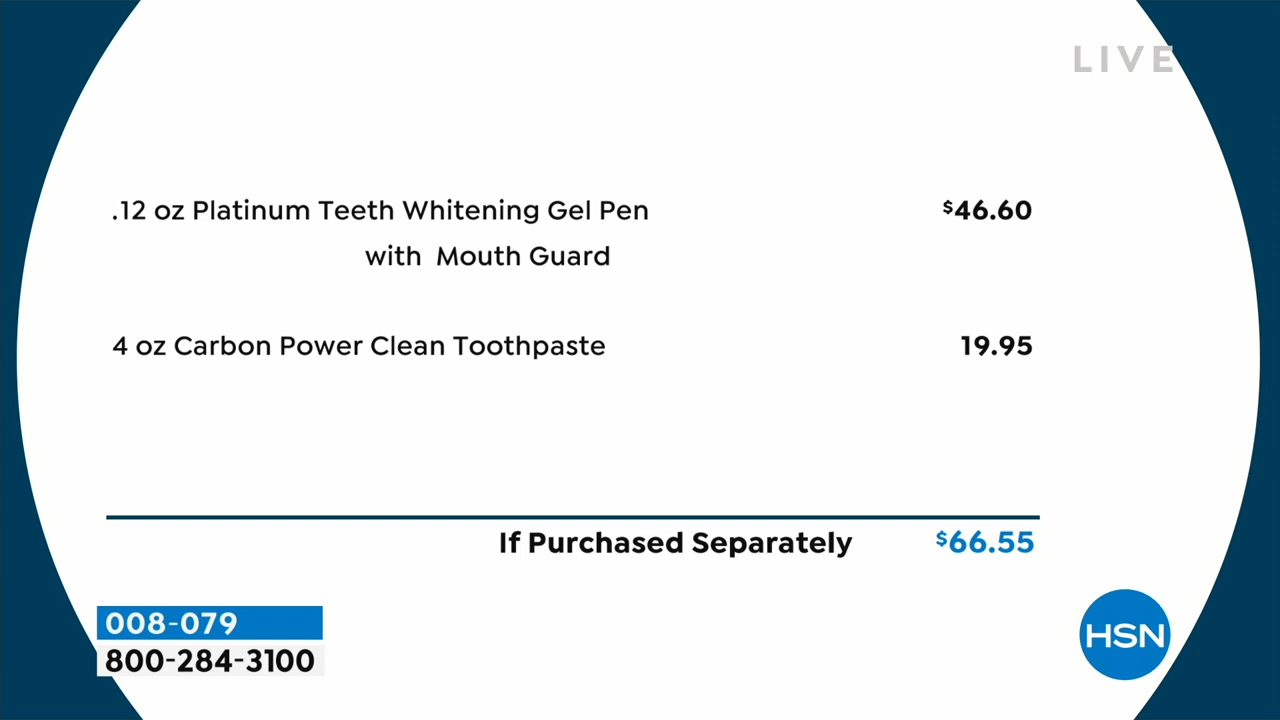 LIVE
.12 oz Platinum Teeth Whitening Gel Pen $46.60
with Mouth Guard
4 oz Carbon Power Clean Toothpaste 19.95
If Purchased Separately $66.55
008-079
800-284-3100
HSN